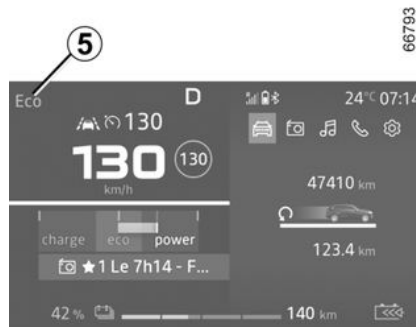 66793
5
Eco D 24°C 07:14
130
130 130
km/h
47410 km
charge eco power
123.4 km
★1 Le 7h14 - F...
42 % 140 km